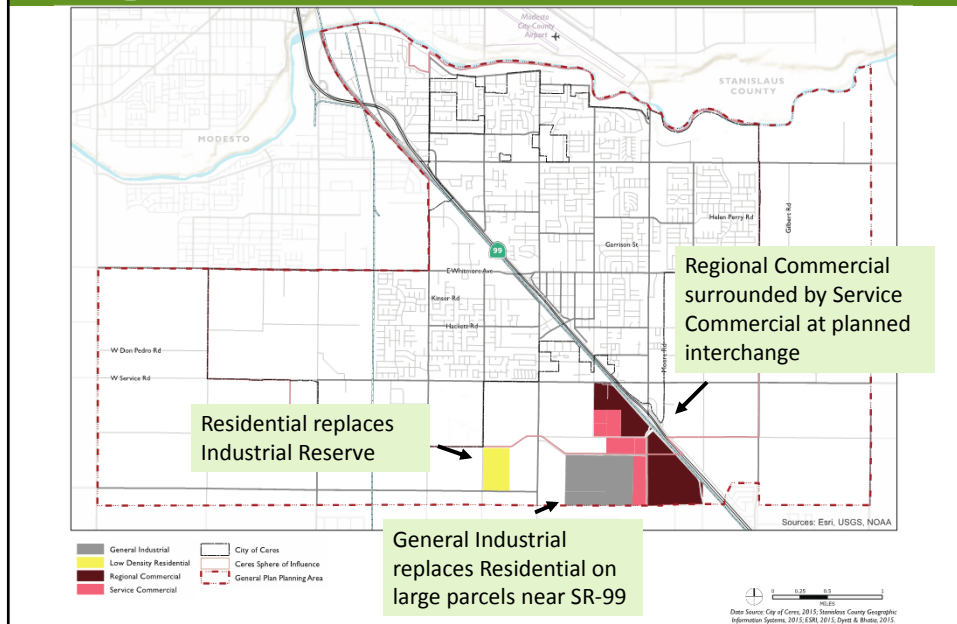 Modesto
City-County
Airport
STANISLAUS
COUNTY
MODESTO
Helen Perry Rd
Gilbert Rd
Garrison St
99
E Whitmore Ave
Kinser Rd
Hackett Rd
Moore Rd
W Don Pedro Rd
W Service Rd
Regional Commercial
surrounded by Service
Commercial at planned
interchange
Residential replaces
Industrial Reserve
General Industrial
replaces Residential on
large parcels near SR-99
Sources: Esri, USGS, NOAA
General Industrial
Low Density Residential
Regional Commercial
Service Commercial
City of Ceres
Ceres Sphere of Influence
General Plan Planning Area
0 0.25 0.5 1
MILES
Data Source: City of Ceres, 2015; Stanislaus County Geographic
Information Systems, 2015; ESRI, 2015; Dyett & Bhatia, 2015.